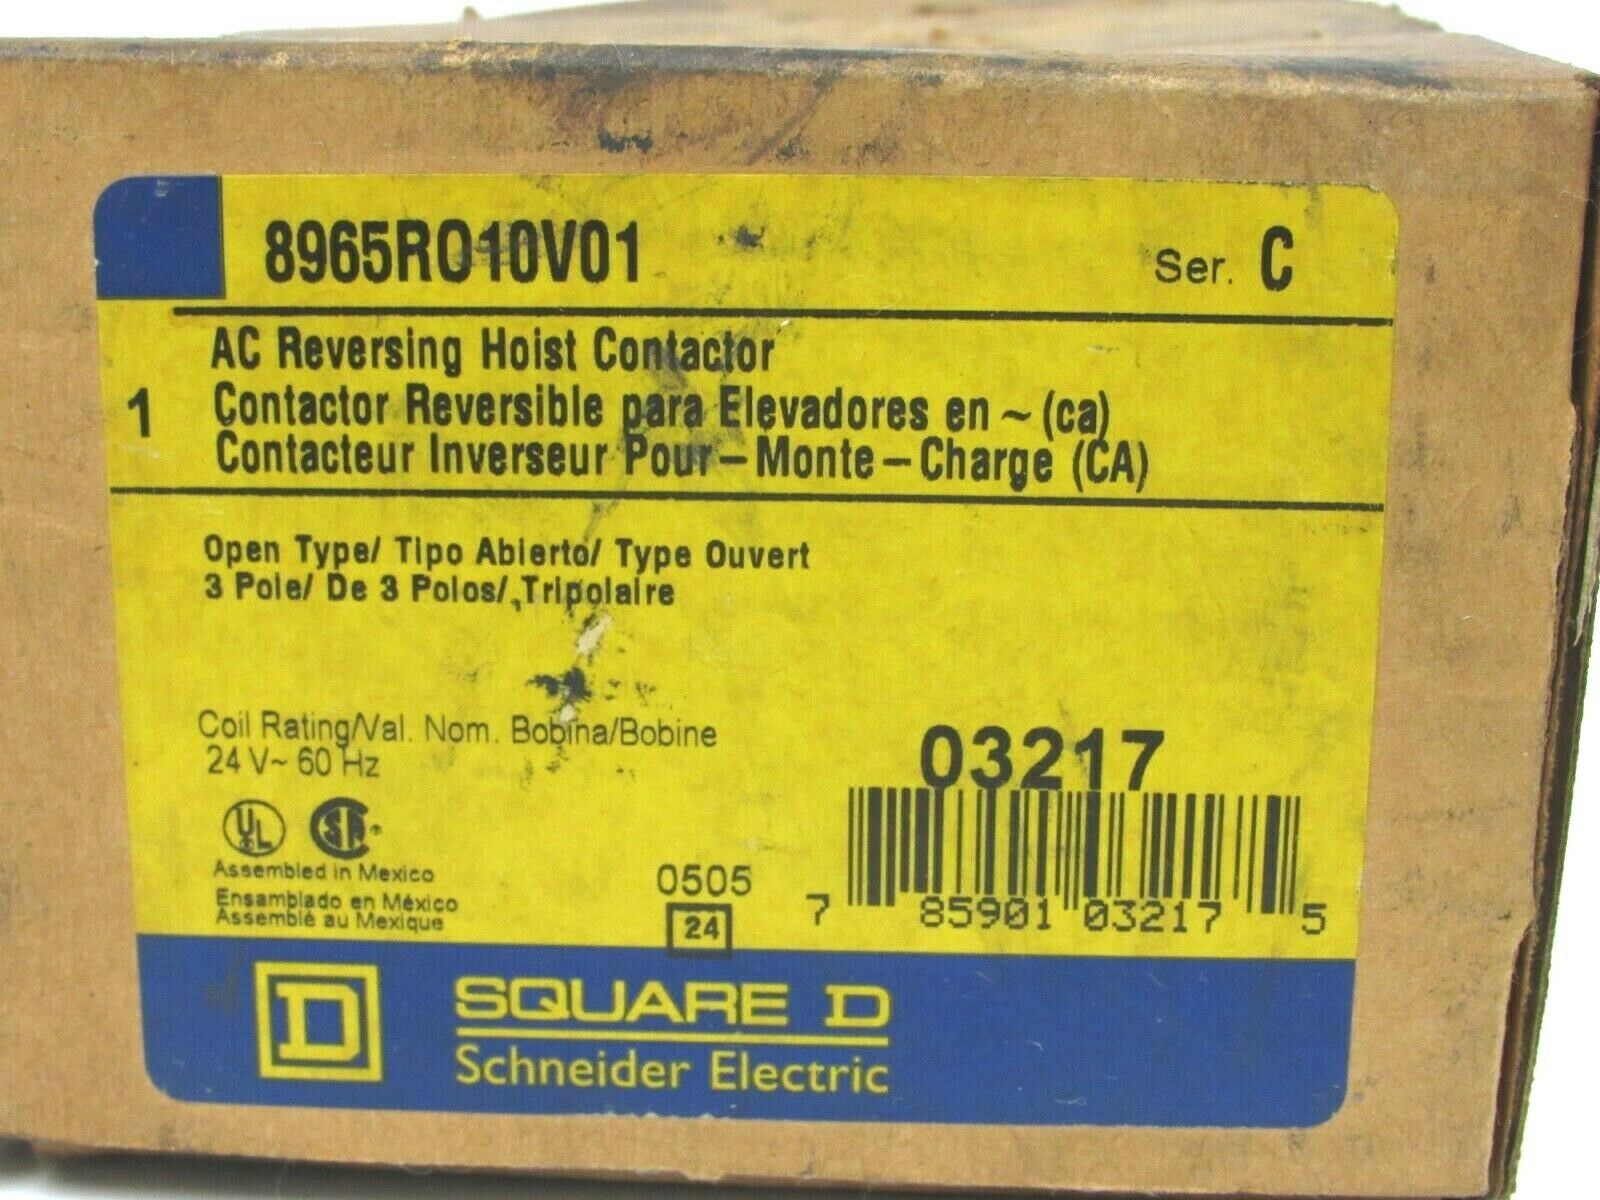 8965RO10V01 Ser. C
AC Reversing Hoist Contactor
1
Contactor Reversible para Elevadores en ~ (ca)
Contacteur Inverseur Pour-Monte-Charge (CA)
Open Type/ Tipo Abierto/ Type Ouvert
3 Pole/ De 3 Polos/ Tripolaire
Coil Rating/Val. Nom. Bobina/Bobine
24 V~ 60 Hz
03217
UL SA
Assembled in Mexico
Ensamblado en México
Assemblé au Mexique
0505
24
7 85901 03217 5
D SQUARE D
Schneider Electric